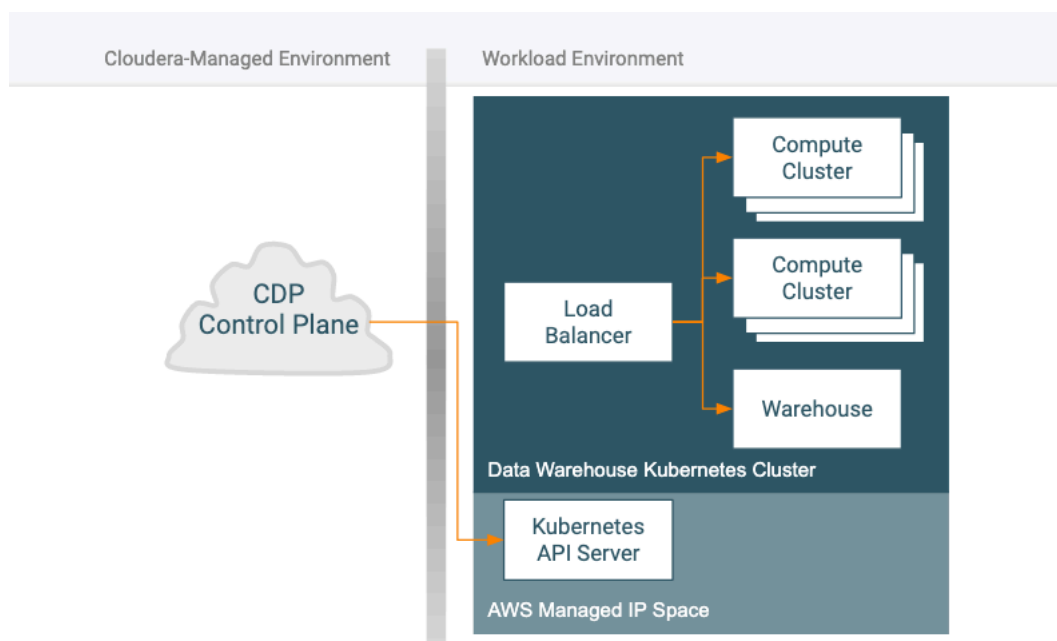 Cloudera-Managed Environment
Workload Environment
Compute
Cluster
Compute
Cluster
CDP
Control Plane
Load
Balancer
Warehouse
Data Warehouse Kubernetes Cluster
Kubernetes
API Server
AWS Managed IP Space